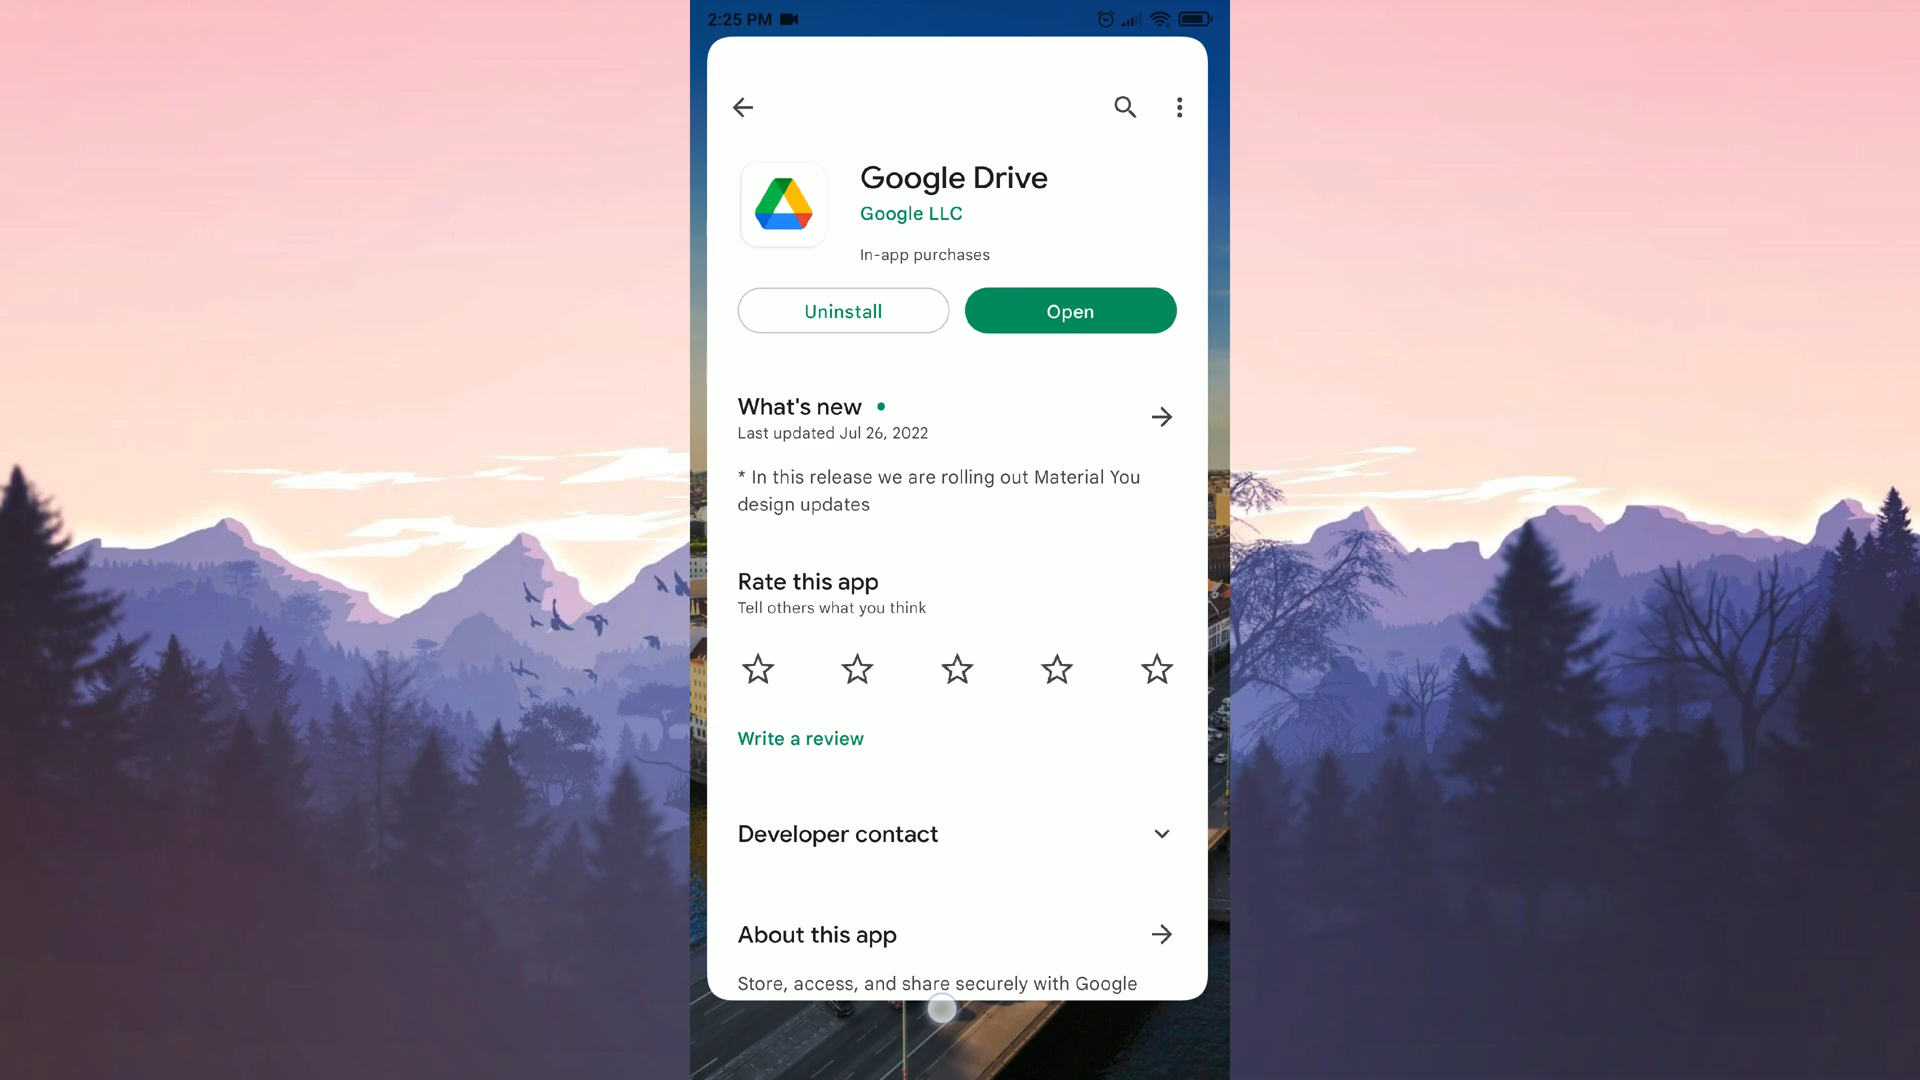 2:25 PM
Google Drive
Google LLC
In-app purchases
Uninstall
Open
What's new
Last updated Jul 26, 2022
* In this release we are rolling out Material You
design updates
Rate this app
Tell others what you think
Write a review
Developer contact
About this app
Store, access, and share securely with Google